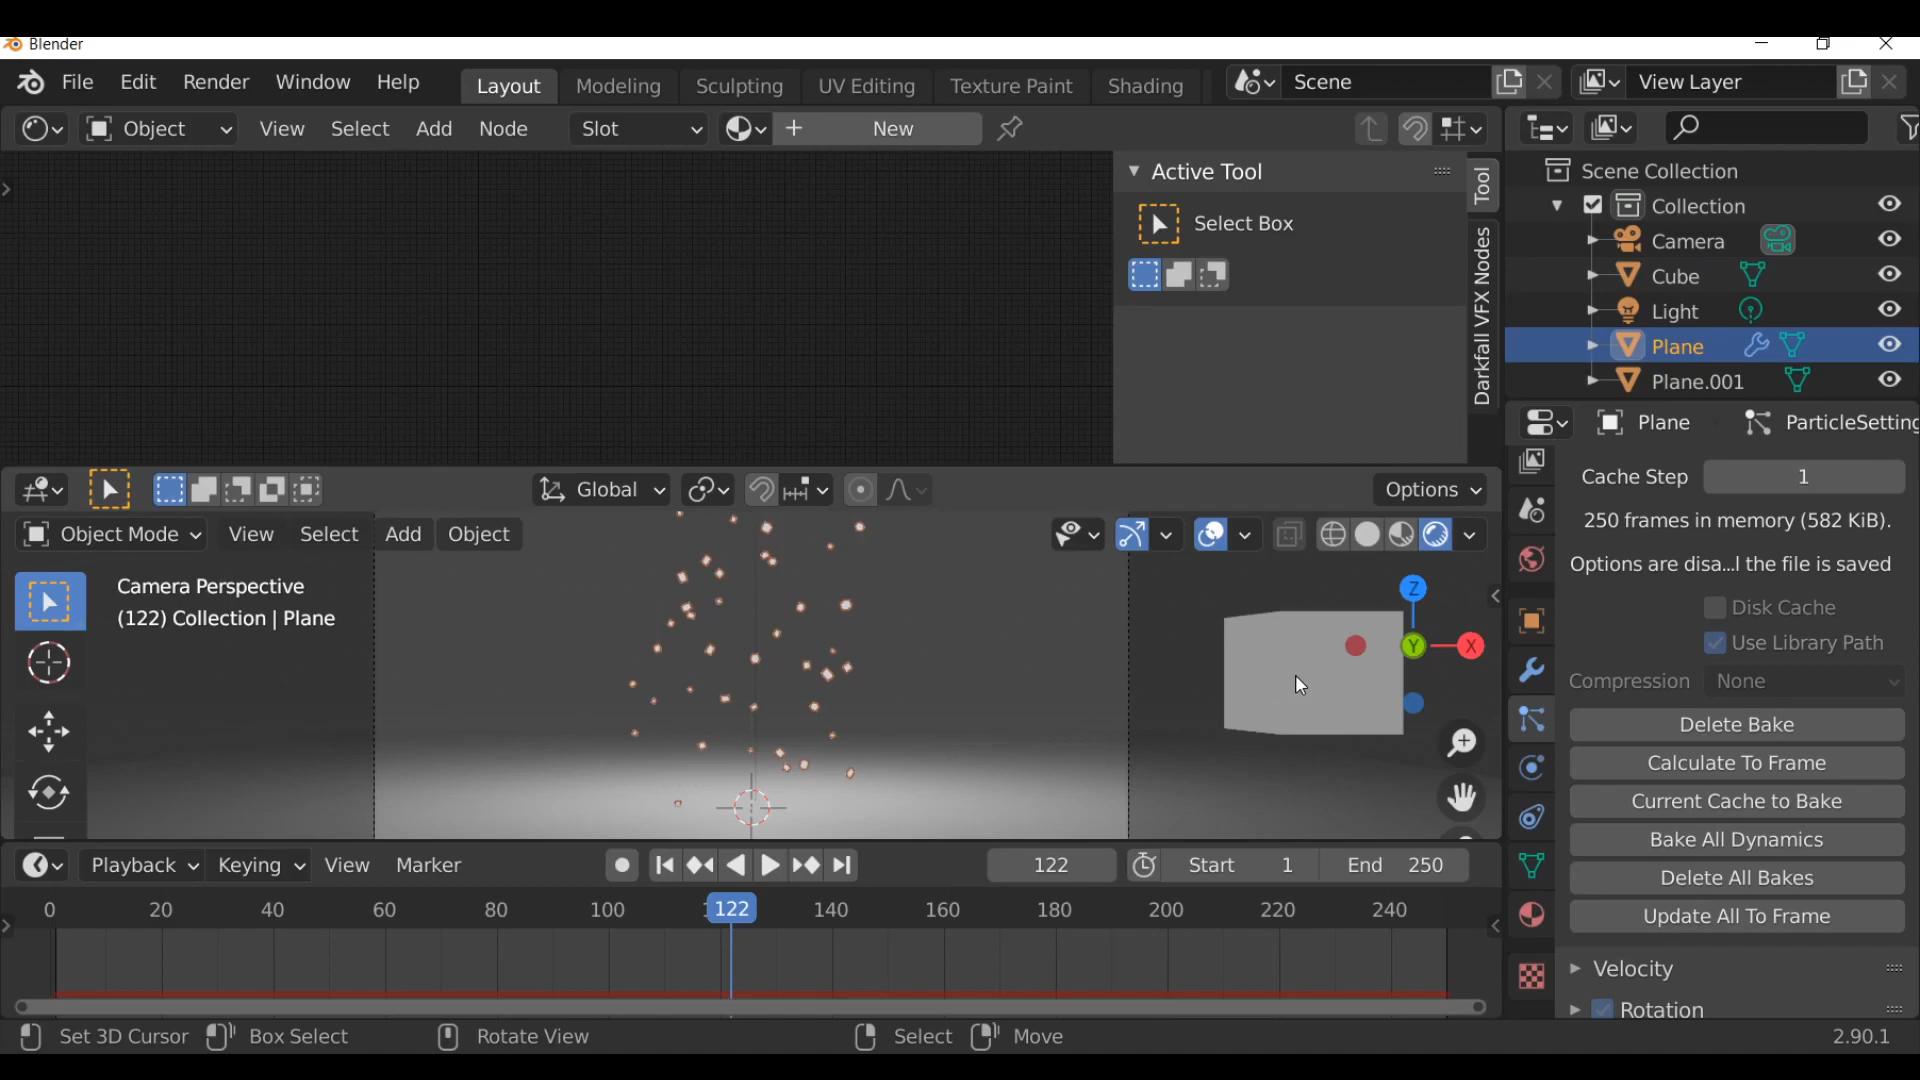 Blender
File Edit Render Window Help Layout Modeling Sculpting UV Editing Texture Paint Shading Scene View Layer
Object View Select Add Node Slot New
Active Tool
Select Box
Tool
Darkfall VFX Nodes
Scene Collection
Collection
Camera
Cube
Light
Plane
Plane.001
Plane ParticleSetting
Cache Step 1
250 frames in memory (582 KiB).
Options are disa...l the file is saved
Disk Cache
Use Library Path
Compression None
Delete Bake
Calculate To Frame
Current Cache to Bake
Bake All Dynamics
Delete All Bakes
Update All To Frame
Velocity
Rotation
Global Options
Object Mode View Select Add Object
Camera Perspective
(122) Collection | Plane
Z
Y
X
Playback Keying View Marker 122 Start 1 End 250
0 20 40 60 80 100 122 140 160 180 200 220 240
Set 3D Cursor Box Select Rotate View Select Move 2.90.1